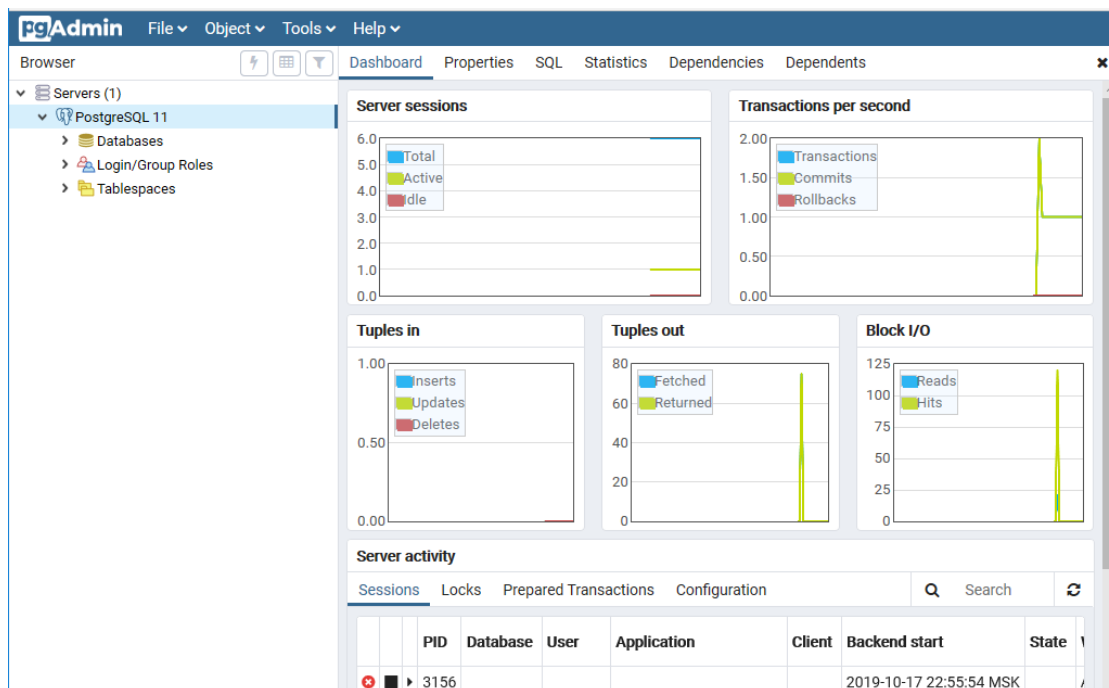 pgAdmin File Object Tools Help
Browser
Dashboard Properties SQL Statistics Dependencies Dependents
Servers (1)
PostgreSQL 11
Databases
Login/Group Roles
Tablespaces
Server sessions
6.0
5.0
4.0
3.0
2.0
1.0
0.0
Total
Active
Idle
Transactions per second
2.00
1.50
1.00
0.50
0.00
Transactions
Commits
Rollbacks
Tuples in
1.00
0.50
0.00
Inserts
Updates
Deletes
Tuples out
80
60
40
20
0
Fetched
Returned
Block I/O
125
100
75
50
25
0
Reads
Hits
Server activity
Sessions Locks Prepared Transactions Configuration Search
PID Database User Application Client Backend start State
3156 2019-10-17 22:55:54 MSK